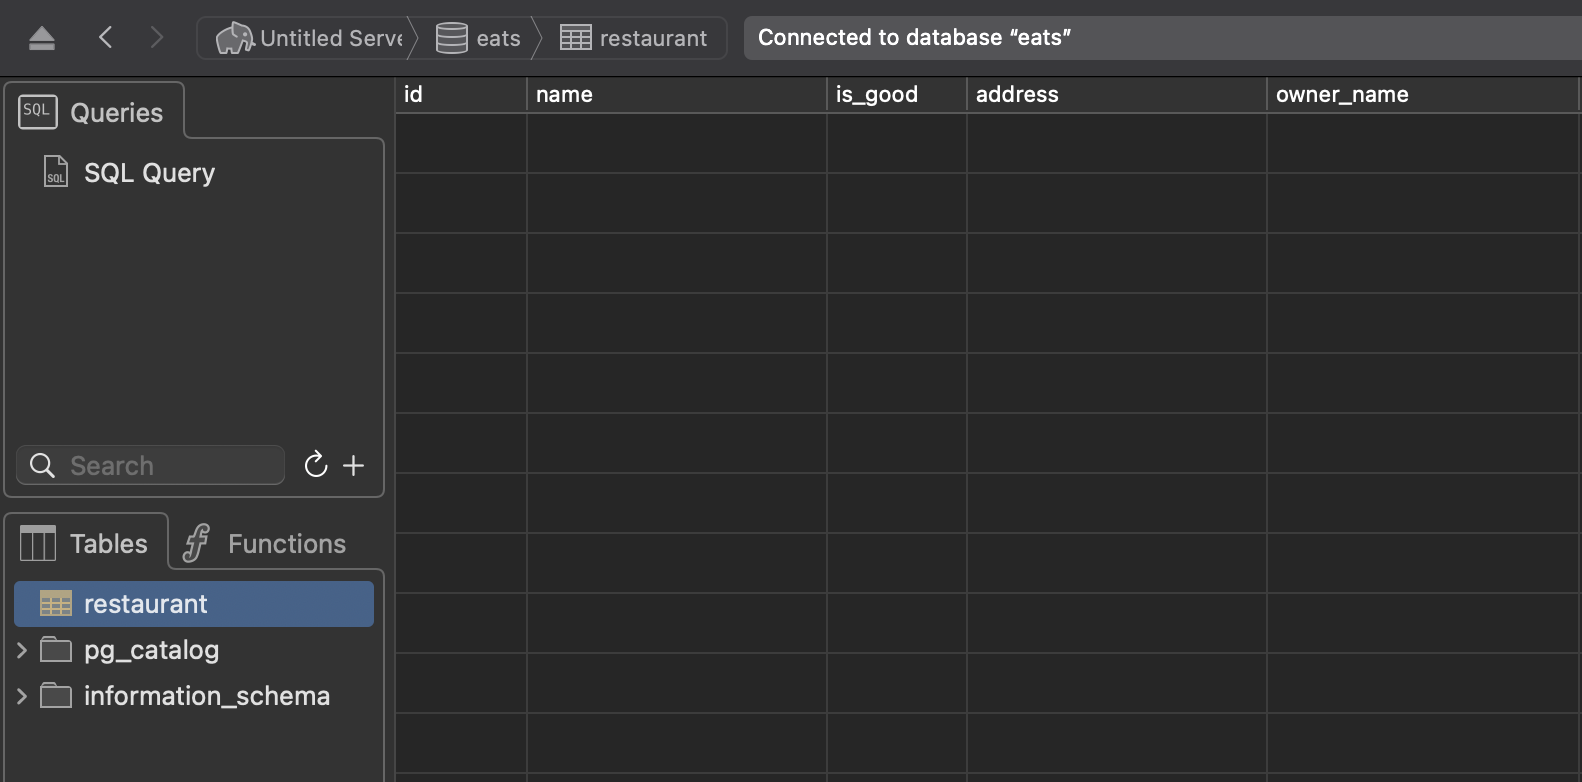 Untitled Serve eats restaurant Connected to database “eats”
id name is_good address owner_name
SQL Queries
SQL SQL Query
Search
Tables Functions
restaurant
pg_catalog
information_schema